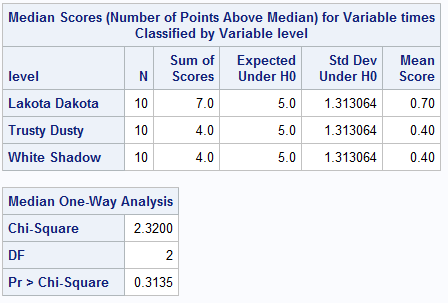 Median Scores (Number of Points Above Median) for Variable times
Classified by Variable level
level N Sum of Scores Expected Under H0 Std Dev Under H0 Mean Score
Lakota Dakota 10 7.0 5.0 1.313064 0.70
Trusty Dusty 10 4.0 5.0 1.313064 0.40
White Shadow 10 4.0 5.0 1.313064 0.40
Median One-Way Analysis
Chi-Square 2.3200
DF 2
Pr > Chi-Square 0.3135